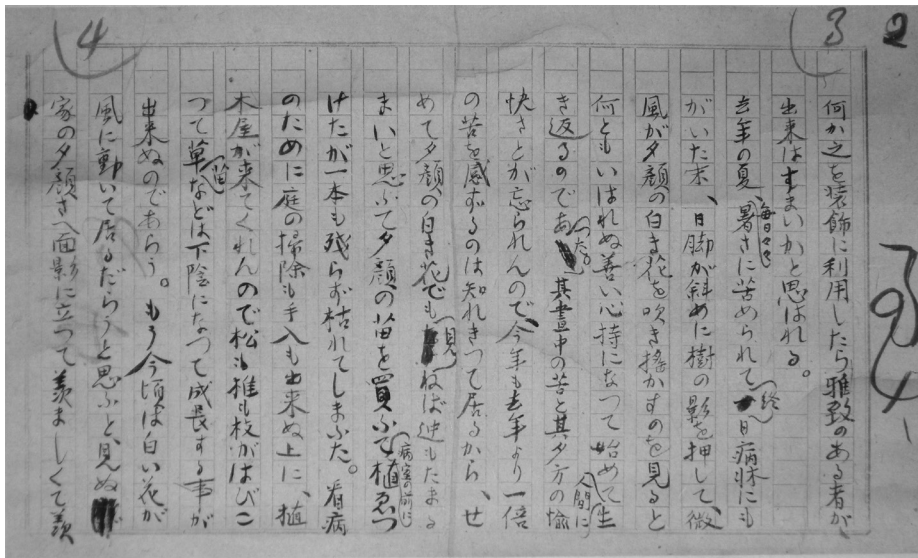 3
何か之を装飾に利用したら雅致のある者が
出来はすまいかと思はれる。
去年の夏、毎日々々暑さに苦められて終日病牀にも
がいた末、日脚が斜めに樹の影を押して、微
風が夕顔の白き花を吹き揺かすのを見ると
何ともいはれぬ善い心持になつて始めて人間に生
き返るのであつた。其昼中の苦と其夕方の愉
快さとが忘られんので、今年も去年より一倍
の苦を感ずるのは知れきつて居るから、せ
めて夕顔の白き花でも見ねば迚もたまる
4
まいと思ふて夕顔の苗を買ふて病室の前に植ゑつ
けたが一本も残らず枯れてしまふた。看病
のために庭の掃除も手入も出来ぬ上に、植
木屋が来てくれんので松も椎も枝がはびこ
つて草苗などは下陰になつて成長する事が
出来ぬのであらう。もう今頃は白い花が
風に動いて居るだらうと思ふと、見ぬ
家の夕顔さへ面影に立つて羨ましくて羨